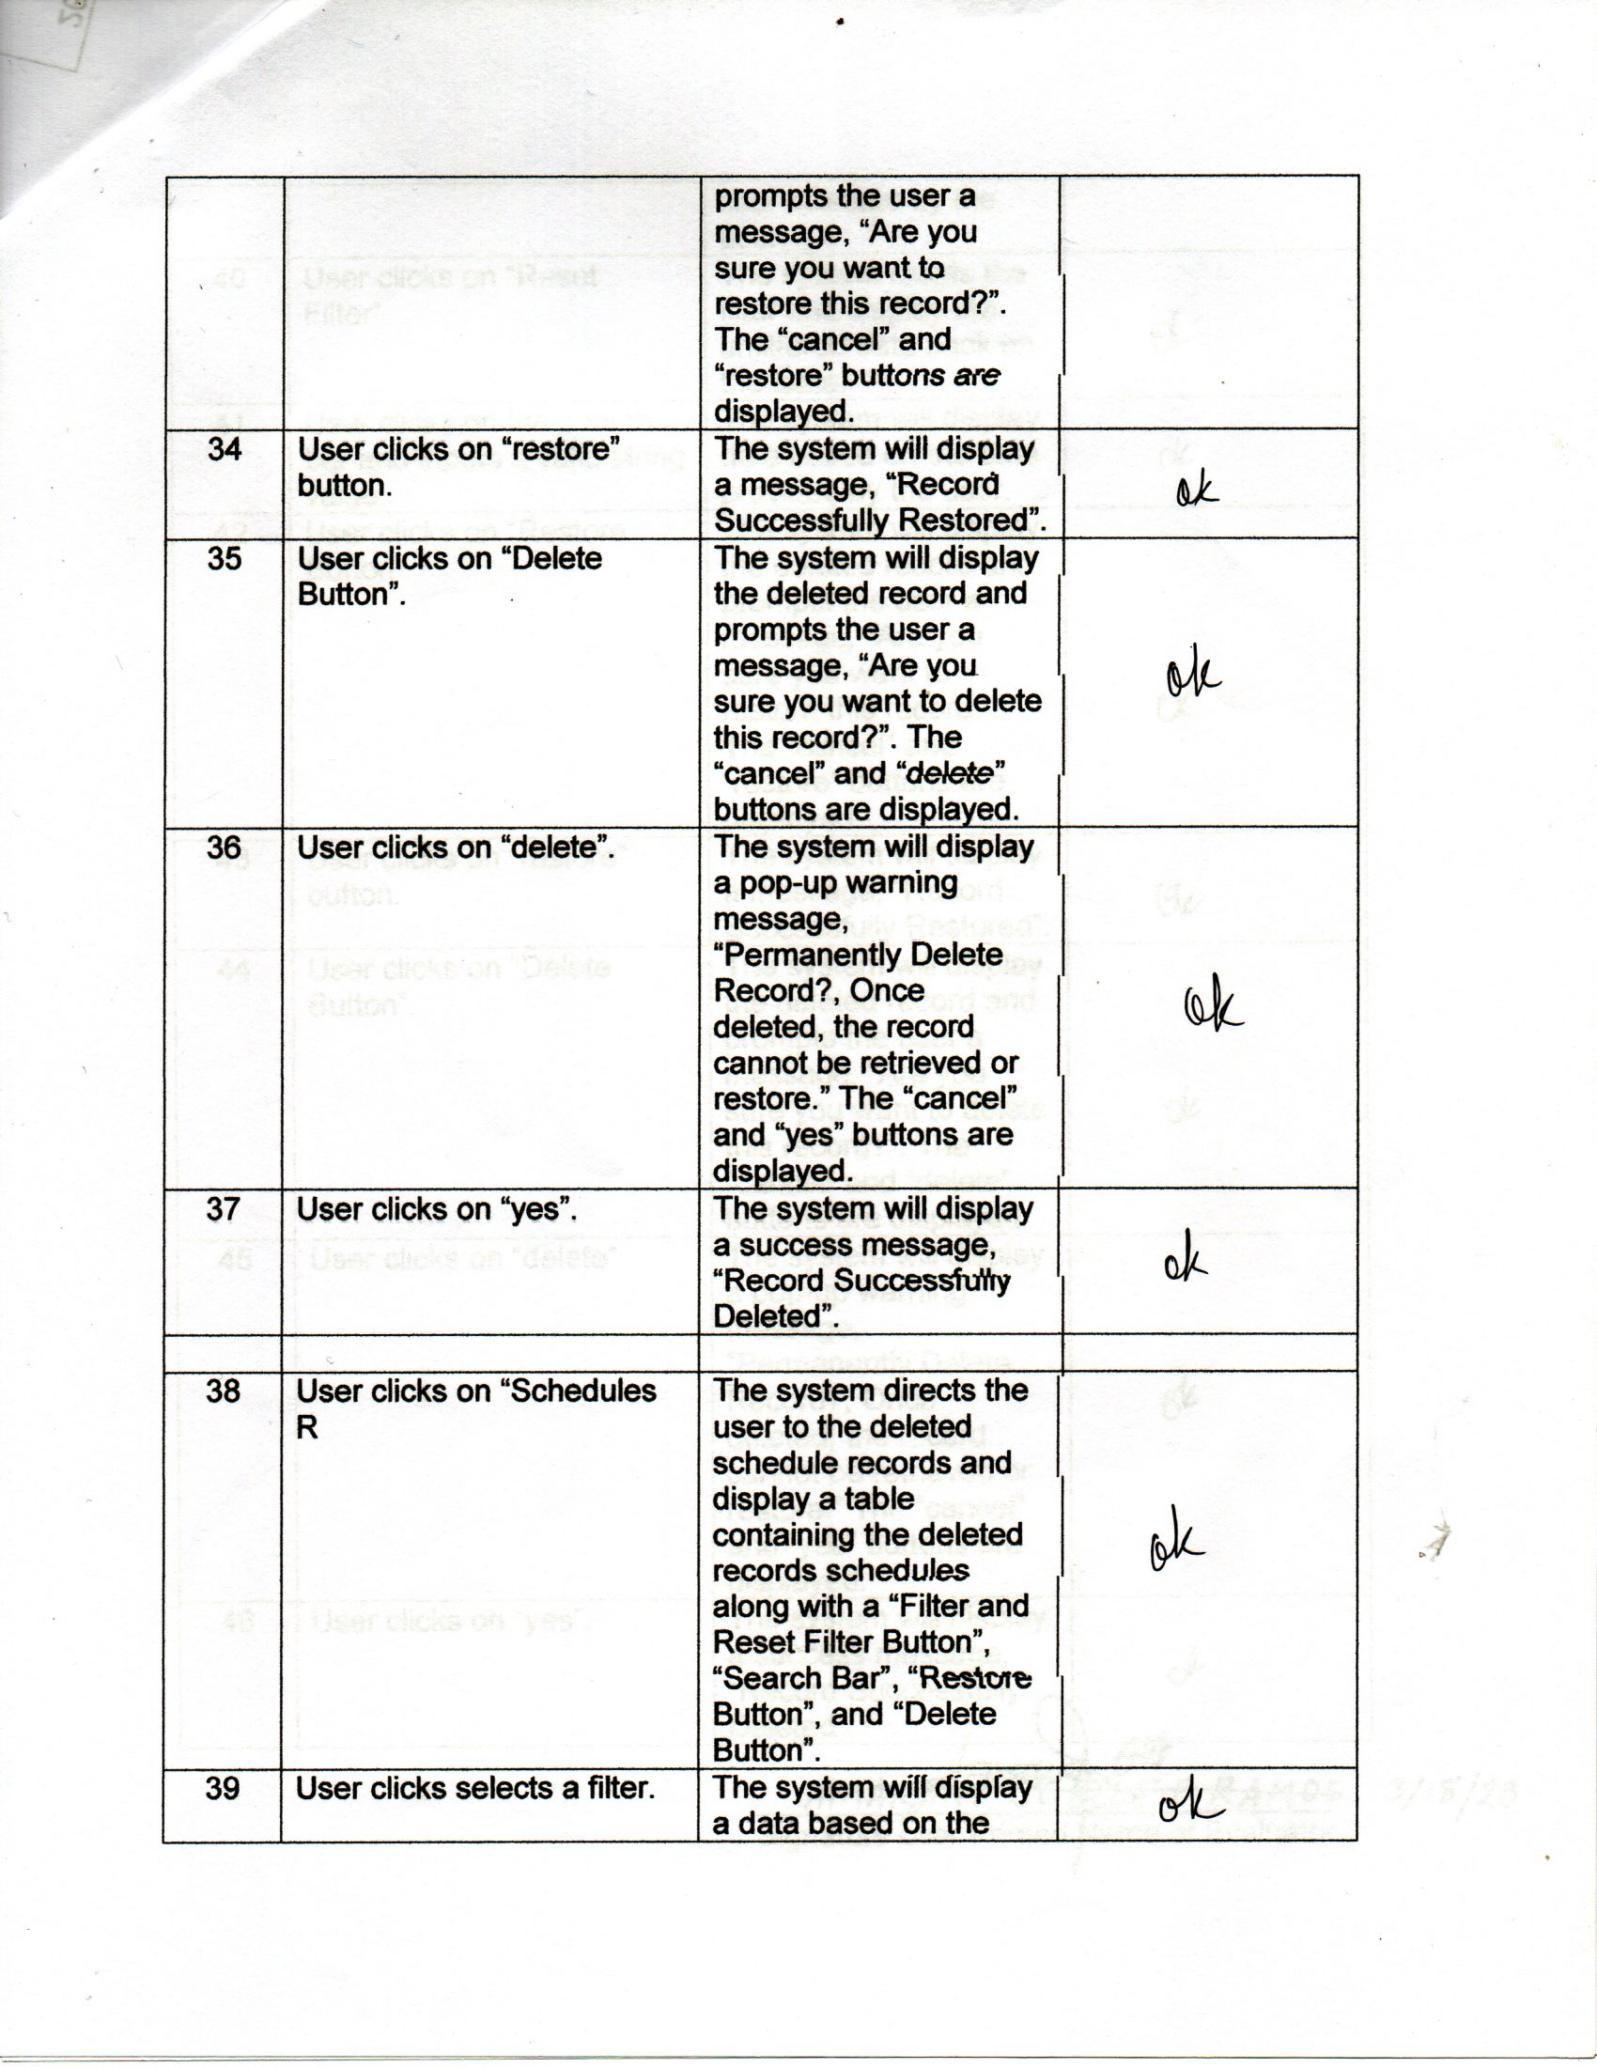 prompts the user a
message, “Are you
sure you want to
restore this record?”.
The “cancel” and
“restore” buttons are
displayed.
34 User clicks on “restore” The system will display
button. a message, “Record ok
Successfully Restored”.
35 User clicks on “Delete The system will display
Button”. the deleted record and
prompts the user a
message, “Are you ok
sure you want to delete
this record?”. The
“cancel” and “delete”
buttons are displayed.
36 User clicks on “delete”. The system will display
a pop-up warning
message,
“Permanently Delete
Record?, Once ok
deleted, the record
cannot be retrieved or
restore.” The “cancel”
and “yes” buttons are
displayed.
37 User clicks on “yes”. The system will display
a success message, ok
“Record Successfully
Deleted”.
38 User clicks on “Schedules The system directs the
R user to the deleted
schedule records and
display a table
containing the deleted ok
records schedules
along with a “Filter and
Reset Filter Button”,
“Search Bar”, “Restore
Button”, and “Delete
Button”.
39 User clicks selects a filter. The system will display ok
a data based on the